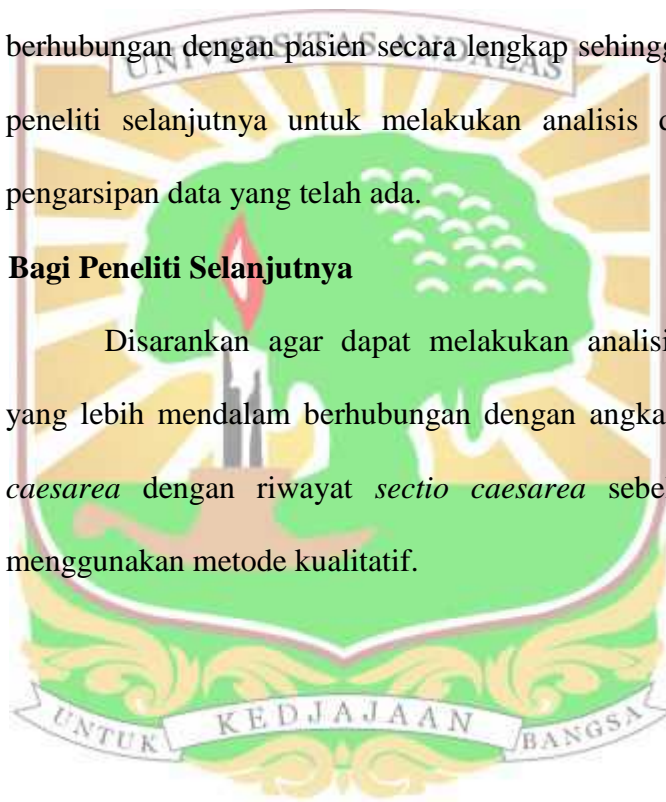 berhubungan dengan pasien secara lengkap sehingg
UNIVERSITAS ANDALAS
peneliti selanjutnya untuk melakukan analisis d
pengarsipan data yang telah ada.
Bagi Peneliti Selanjutnya
Disarankan agar dapat melakukan analisi
yang lebih mendalam berhubungan dengan angka
caesarea dengan riwayat sectio caesarea sebe
menggunakan metode kualitatif.
UNTUK KEDJAJAAN BANGSA